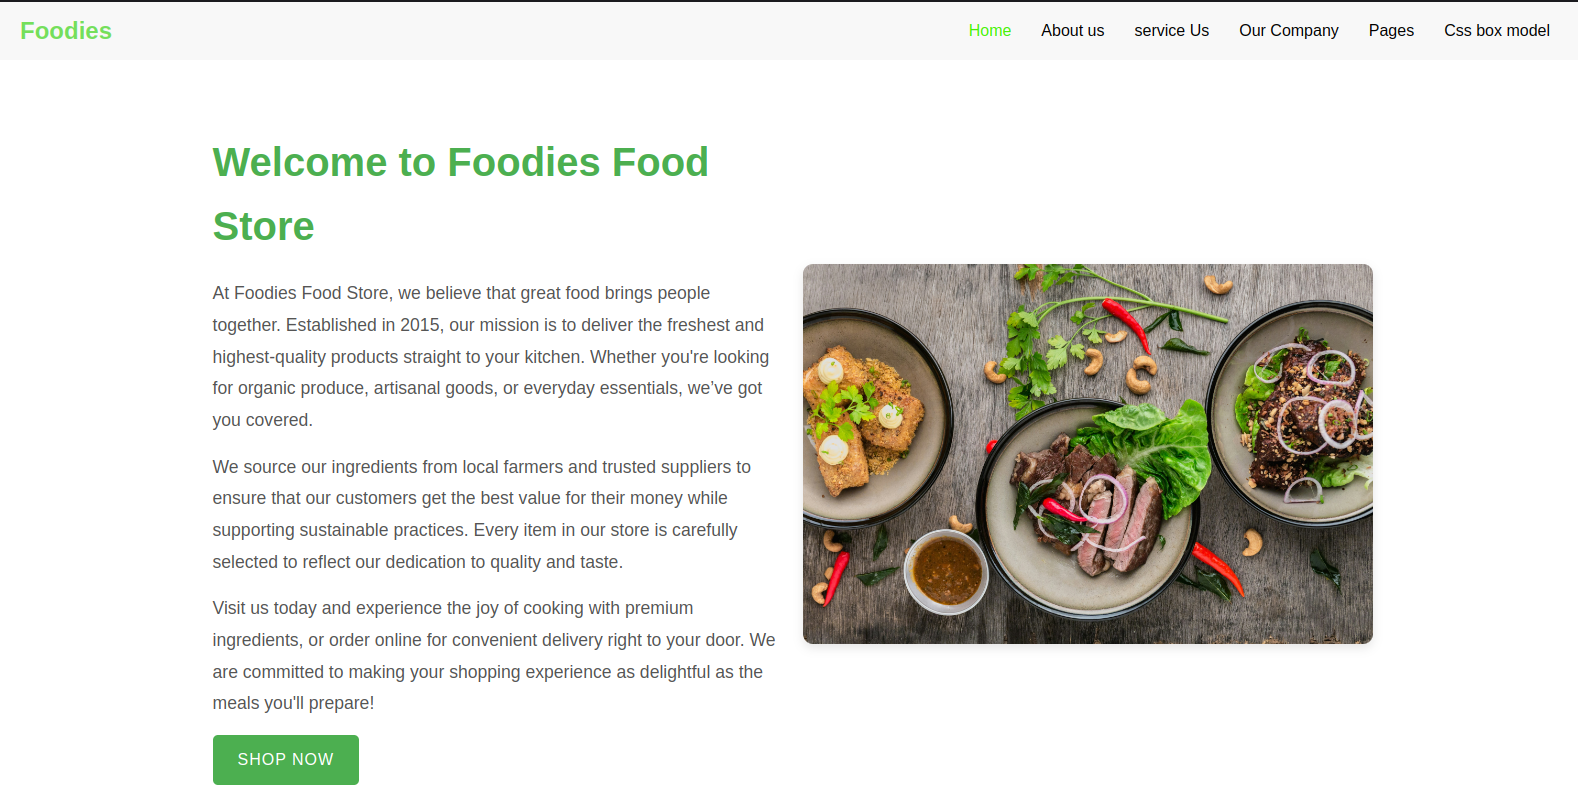 Foodies
Home About us service Us Our Company Pages Css box model
Welcome to Foodies Food
Store
At Foodies Food Store, we believe that great food brings people
together. Established in 2015, our mission is to deliver the freshest and
highest-quality products straight to your kitchen. Whether you're looking
for organic produce, artisanal goods, or everyday essentials, we’ve got
you covered.
We source our ingredients from local farmers and trusted suppliers to
ensure that our customers get the best value for their money while
supporting sustainable practices. Every item in our store is carefully
selected to reflect our dedication to quality and taste.
Visit us today and experience the joy of cooking with premium
ingredients, or order online for convenient delivery right to your door. We
are committed to making your shopping experience as delightful as the
meals you'll prepare!
SHOP NOW